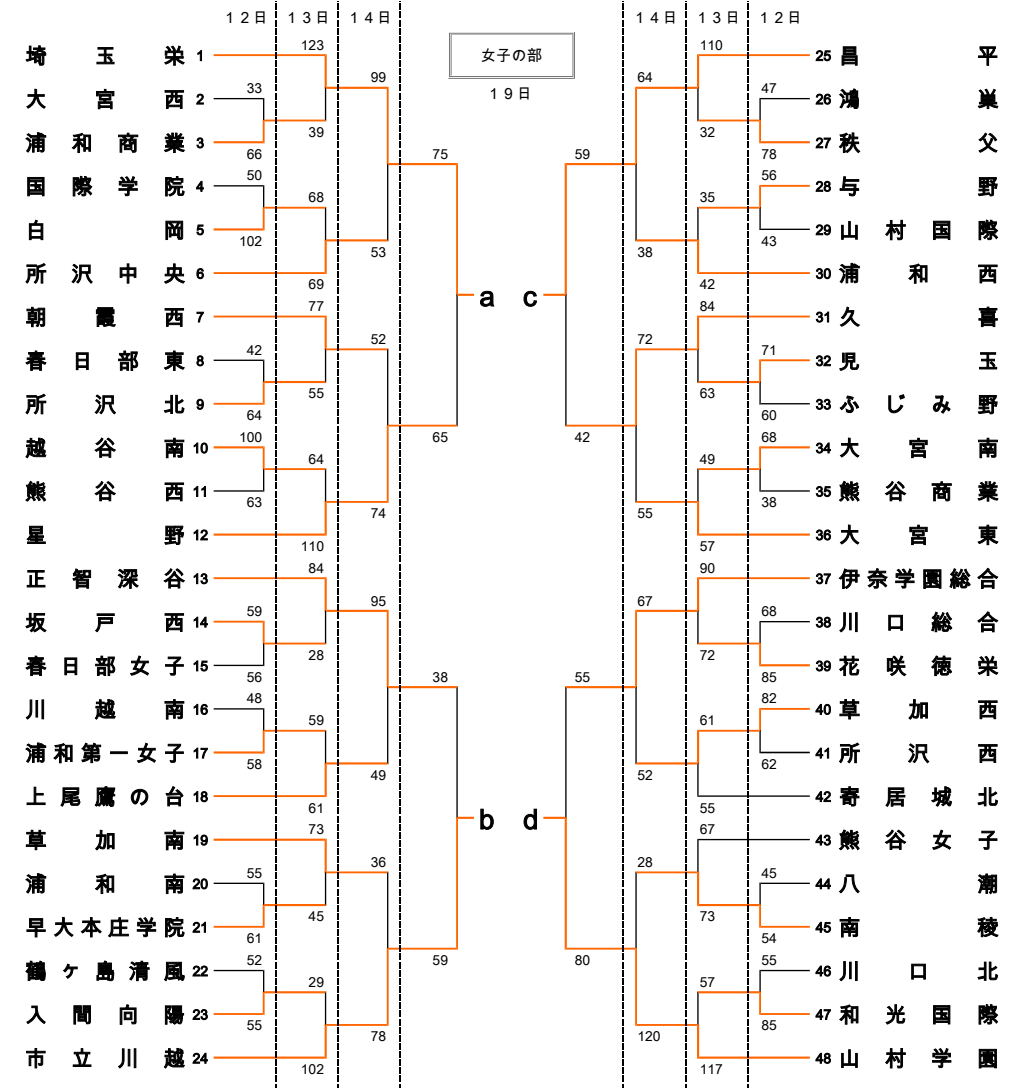 １２日 １３日 １４日 １４日 １３日 １２日
女子の部
１９日
123 110
埼玉栄 1 25 昌平
99 64
大宮西 2 33 47 26 鴻巣
39 32
浦和商業 3 27 秩父
66 75 59 78
国際学院 4 50 56 28 与野
68 35
白岡 5 29 山村国際
102 53 38 43
所沢中央 6 30 浦和西
69 42
a c
77 84
朝霞西 7 31 久喜
52 72
春日部東 8 42 71 32 児玉
55 63
所沢北 9 33 ふじみ野
64 60
65 42
越谷南 10 100 68 34 大宮南
64 49
熊谷西 11 35 熊谷商業
63 38
74 55
星野 12 36 大宮東
110 57
84 90
正智深谷 13 37 伊奈学園総合
95 67
坂戸西 14 59 68 38 川口総合
28 72
春日部女子 15 39 花咲徳栄
56 38 55 85
川越南 16 48 82 40 草加西
59 61
浦和第一女子 17 41 所沢西
58 62
49 52
上尾鷹の台 18 42 寄居城北
61 55
b d
73 67
草加南 19 43 熊谷女子
36 28
浦和南 20 55 45 44 八潮
45 73
早大本庄学院 21 45 南稜
61 54
59 80
鶴ヶ島清風 22 52 55 46 川口北
29 57
入間向陽 23 47 和光国際
55 85
78 120
市立川越 24 48 山村学園
102 117